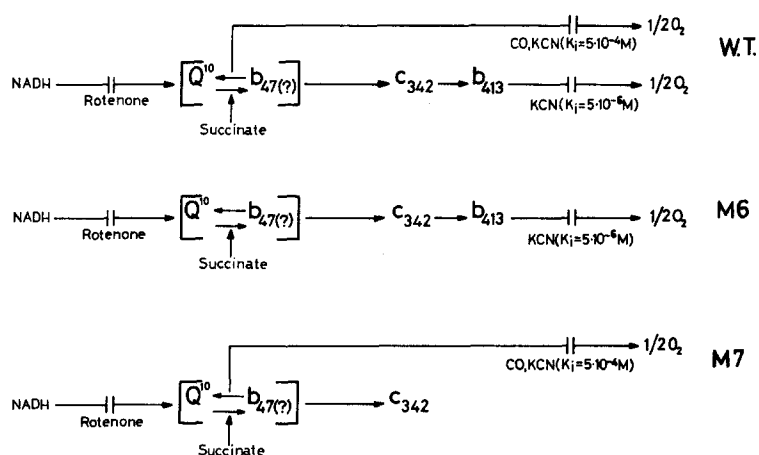 1/2O₂
CO,KCN(Ki=5·10⁻⁴M)
W.T.
NADH
Rotenone
[Q¹⁰ b₄₇(?)]
c₃₄₂
b₄₁₃
KCN(Ki=5·10⁻⁶M)
1/2O₂
Succinate
NADH
Rotenone
[Q¹⁰ b₄₇(?)]
c₃₄₂
b₄₁₃
KCN(Ki=5·10⁻⁶M)
1/2O₂
M6
Succinate
1/2O₂
CO,KCN(Ki=5·10⁻⁴M)
M7
NADH
Rotenone
[Q¹⁰ b₄₇(?)]
c₃₄₂
Succinate